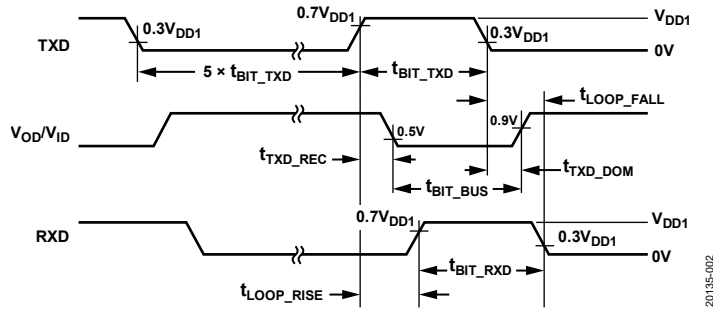 0.7VDD1
VDD1
0.3VDD1
0.3VDD1
TXD
0V
5 × tBIT_TXD
tBIT_TXD
tLOOP_FALL
VOD/VID
0.5V
0.9V
tTXD_REC
tTXD_DOM
tBIT_BUS
0.7VDD1
VDD1
RXD
0.3VDD1
0V
tBIT_RXD
tLOOP_RISE
20135-002